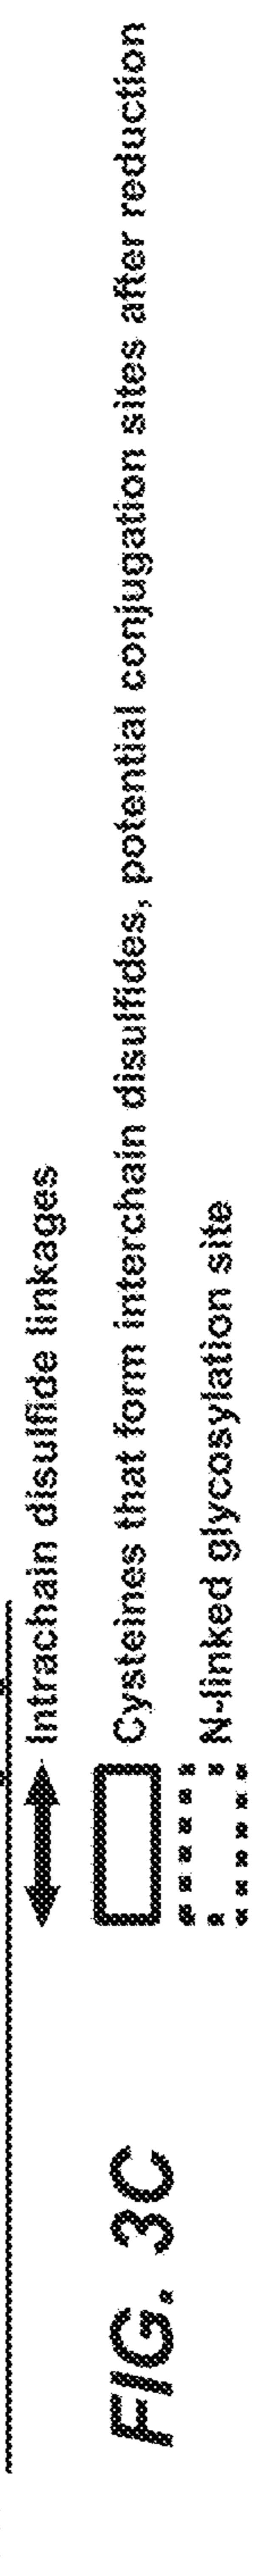 Intrachain disulfide linkages
Cysteines that form interchain disulfides, potential conjugation sites after reduction
N-linked glycosylation site
FIG. 3C